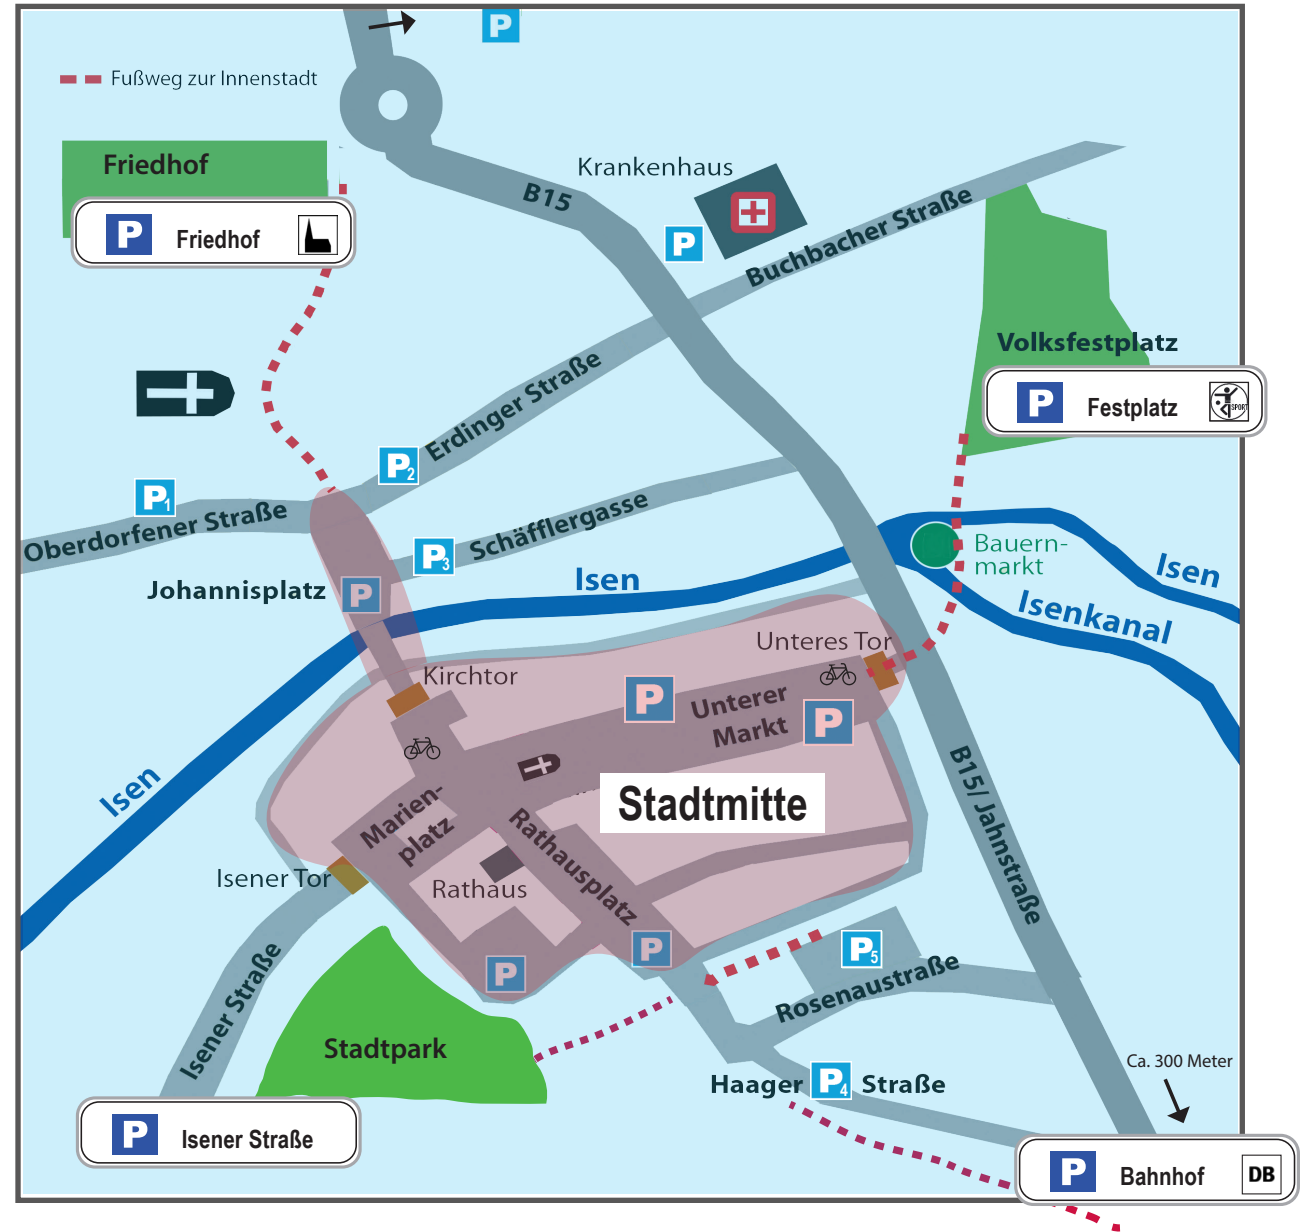 P
Fußweg zur Innenstadt
Friedhof
Krankenhaus
B15
P
Friedhof
P
Buchbacher Straße
Volksfestplatz
P
Festplatz
SPORT
Erdinger Straße
P2
P1
Oberdorfener Straße
Schäfflergasse
P3
Johannisplatz
P
Isen
Bauern-
markt
Isen
Isenkanal
Unteres Tor
Kirchtor
P
Unterer
Markt
P
Isen
B15/ Jahnstraße
Stadtmitte
Marien-
platz
Rathausplatz
Isener Tor
Rathaus
P
P
P5
Rosenaustraße
Isener Straße
Stadtpark
Ca. 300 Meter
Haager
P4
Straße
P
Isener Straße
P
Bahnhof
DB